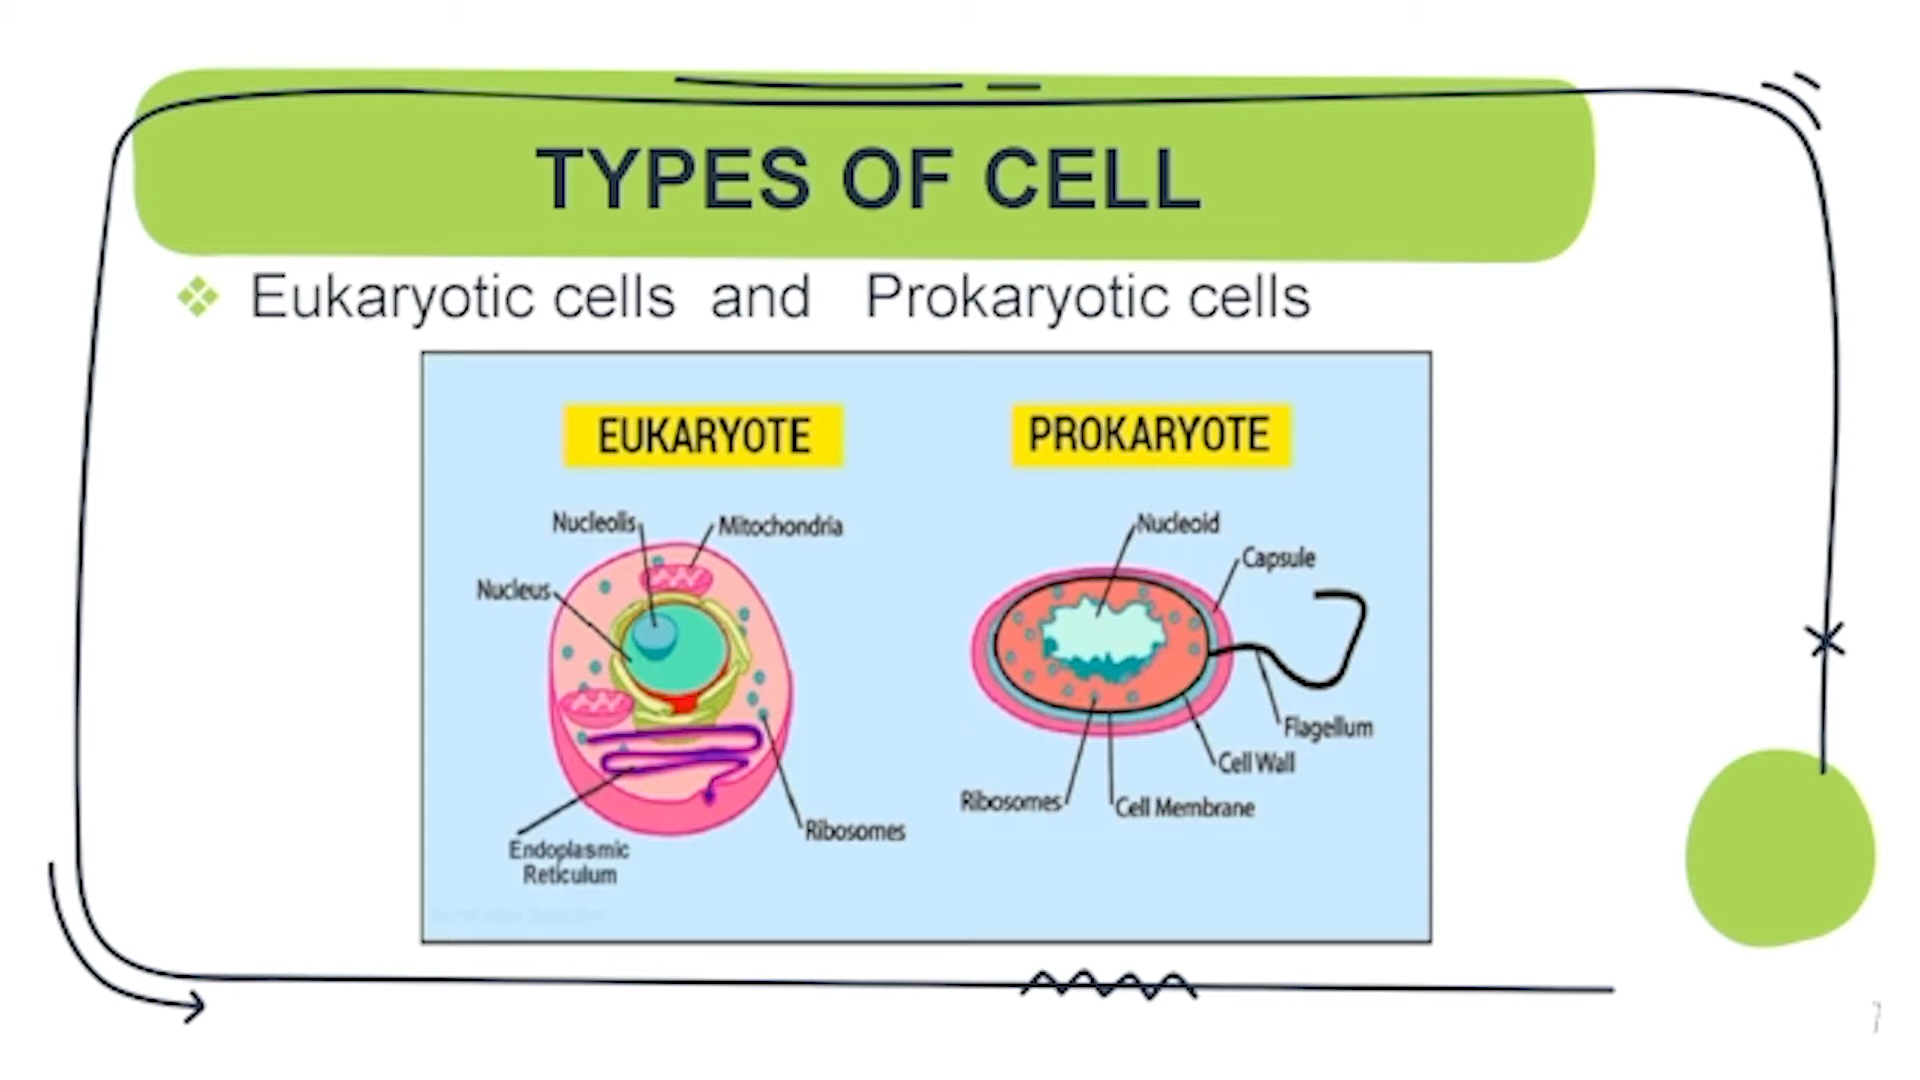 TYPES OF CELL
Eukaryotic cells and Prokaryotic cells
EUKARYOTE
PROKARYOTE
Nucleolis
Mitochondria
Nucleus
Endoplasmic
Reticulum
Ribosomes
Nucleoid
Capsule
Flagellum
Cell Wall
Cell Membrane
Ribosomes
7